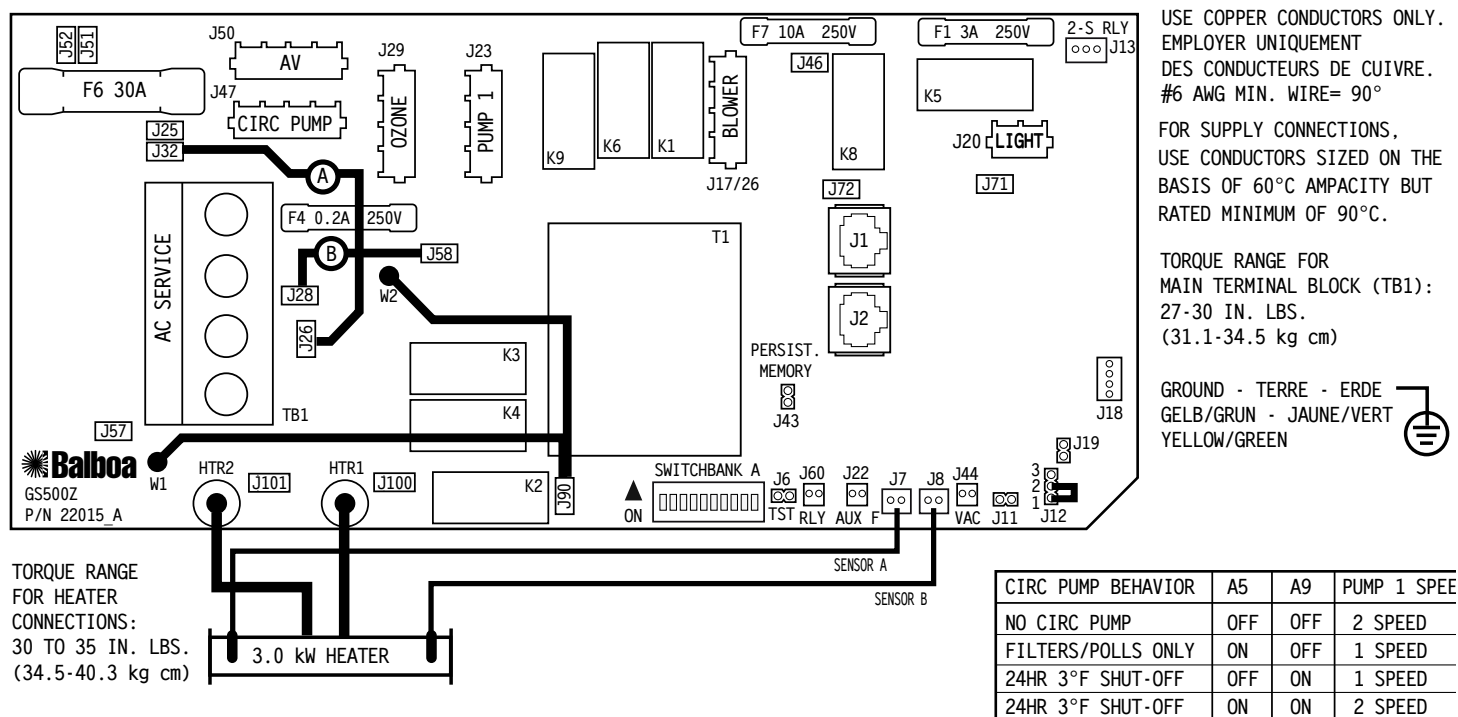 J52
J51
J50
AV
J29
J23
F7 10A 250V
F1 3A 250V
2-S RLY
J13
F6 30A
J47
CIRC PUMP
OZONE
PUMP 1
K9
K6
K1
BLOWER
J17/26
J46
K8
K5
J20
LIGHT
J25
J32
A
J72
J71
F4 0.2A 250V
AC SERVICE
B
J58
J28
W2
J26
T1
J1
J2
K3
K4
TB1
PERSIST.
MEMORY
J43
J18
J57
J19
Balboa
W1
HTR2
J101
HTR1
J100
K2
J90
SWITCHBANK A
ON
J6
TST
J60
RLY
J22
AUX F
J7
J8
J44
VAC
J11
3
2
1
J12
GS500Z
P/N 22015_A
SENSOR A
SENSOR B
3.0 kW HEATER
TORQUE RANGE
FOR HEATER
CONNECTIONS:
30 TO 35 IN. LBS.
(34.5-40.3 kg cm)
USE COPPER CONDUCTORS ONLY.
EMPLOYER UNIQUEMENT
DES CONDUCTEURS DE CUIVRE.
#6 AWG MIN. WIRE= 90°
FOR SUPPLY CONNECTIONS,
USE CONDUCTORS SIZED ON THE
BASIS OF 60°C AMPACITY BUT
RATED MINIMUM OF 90°C.
TORQUE RANGE FOR
MAIN TERMINAL BLOCK (TB1):
27-30 IN. LBS.
(31.1-34.5 kg cm)
GROUND - TERRE - ERDE
GELB/GRUN - JAUNE/VERT
YELLOW/GREEN
CIRC PUMP BEHAVIOR A5 A9 PUMP 1 SPEE
NO CIRC PUMP OFF OFF 2 SPEED
FILTERS/POLLS ONLY ON OFF 1 SPEED
24HR 3°F SHUT-OFF OFF ON 1 SPEED
24HR 3°F SHUT-OFF ON ON 2 SPEED